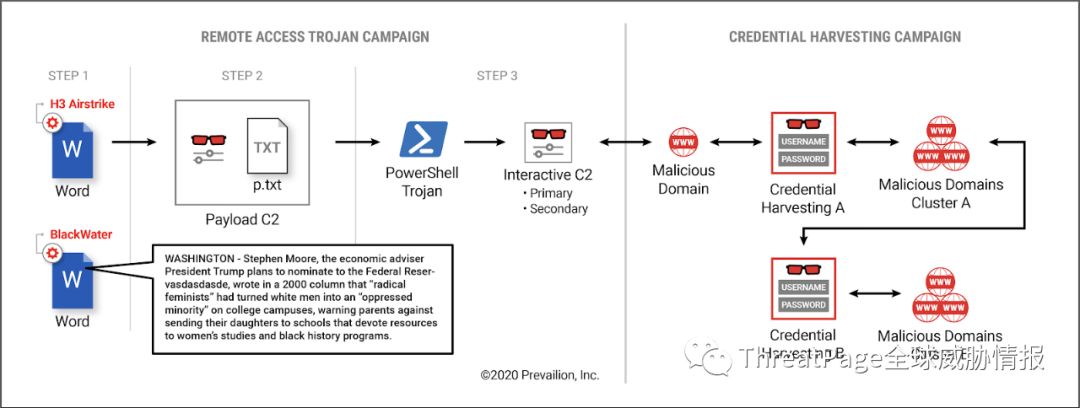 REMOTE ACCESS TROJAN CAMPAIGN
CREDENTIAL HARVESTING CAMPAIGN
STEP 1
STEP 2
STEP 3
H3 Airstrike
W
Word
TXT
p.txt
Payload C2
PowerShell
Trojan
Interactive C2
• Primary
• Secondary
WWW
Malicious
Domain
USERNAME
PASSWORD
Credential
Harvesting A
WWW
WWW
WWW
Malicious Domains
Cluster A
BlackWater
W
Word
WASHINGTON - Stephen Moore, the economic adviser
President Trump plans to nominate to the Federal Reser-
vasdasdasde, wrote in a 2000 column that “radical
feminists” had turned white men into an “oppressed
minority” on college campuses, warning parents against
sending their daughters to schools that devote resources
to women’s studies and black history programs.
USERNAME
PASSWORD
Credential
Harvesting B
WWW
WWW
WWW
Malicious Domains
Cluster B
ThreatPage全球威胁情报
©2020 Prevailion, Inc.